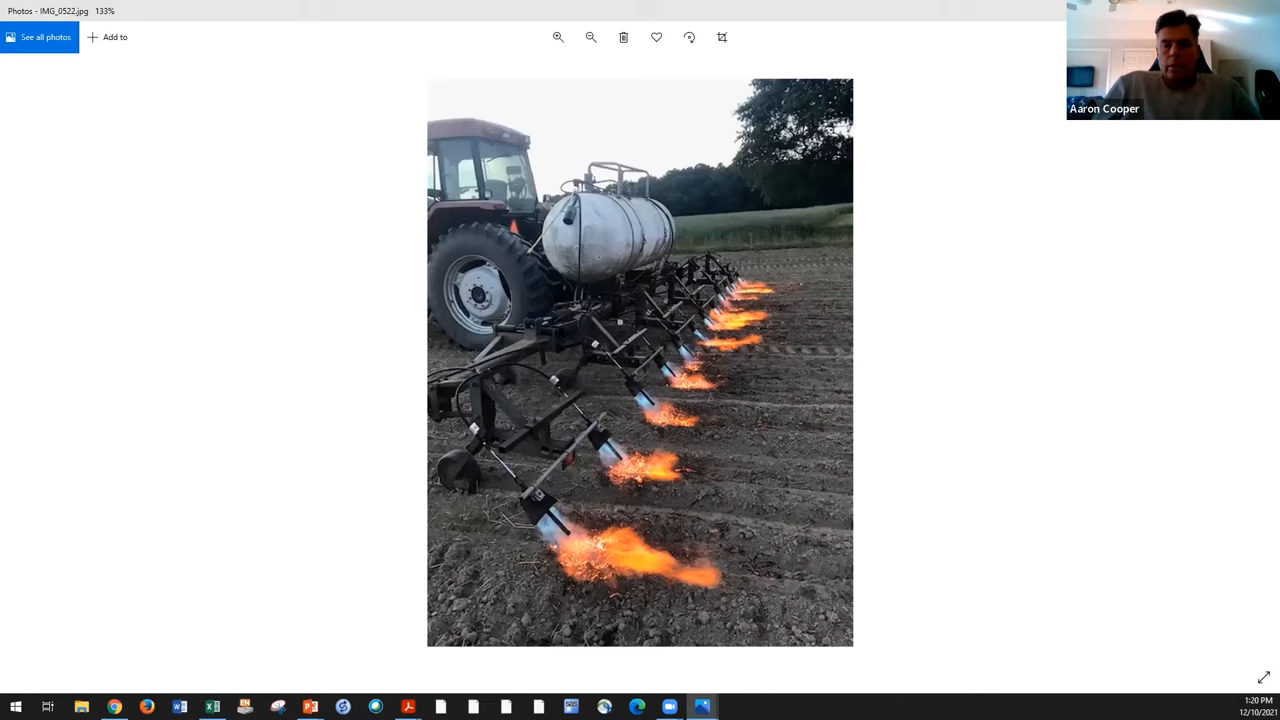 Photos - IMG_0522.jpg 133%
See all photos
Add to
Aaron Cooper
1:20 PM
12/10/2021